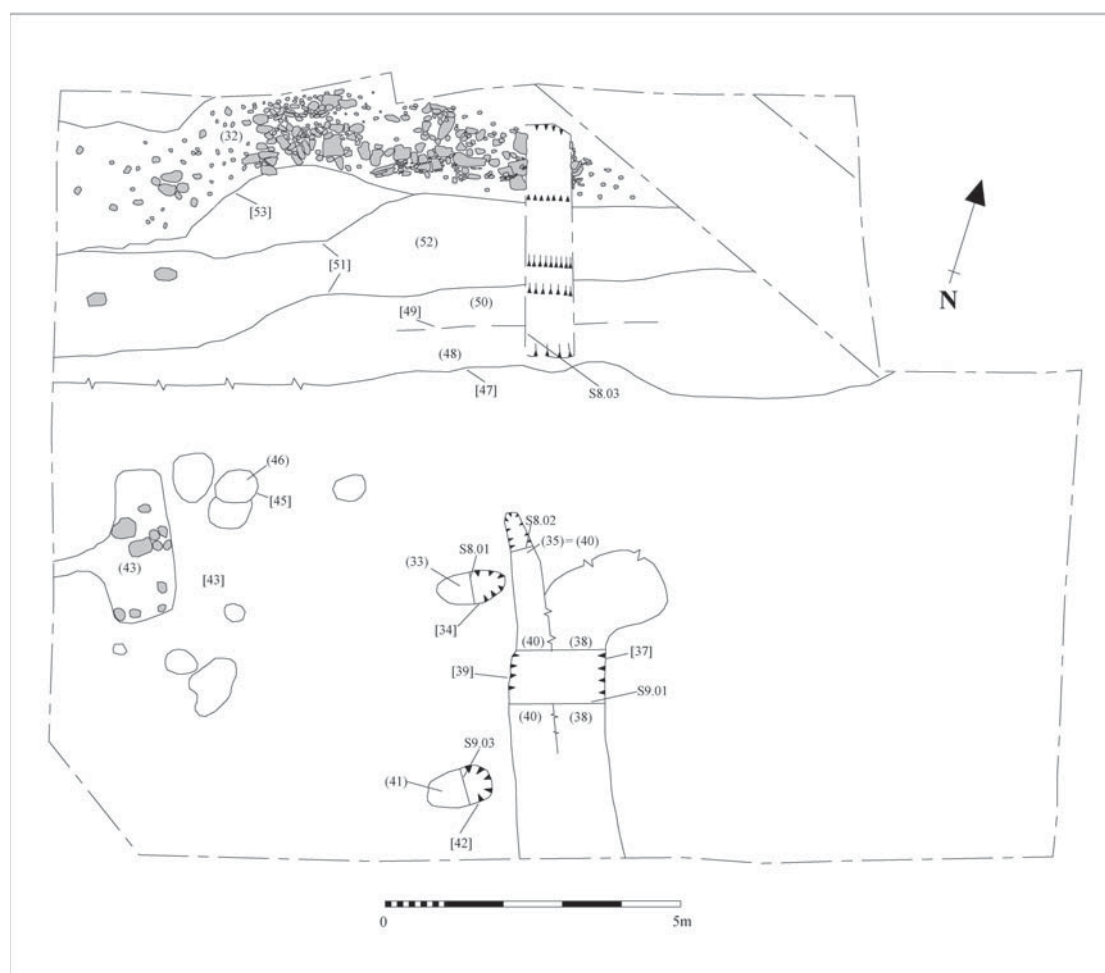 (32)
[53]
(52)
[51]
(50)
[49]
N
(48)
[47]
S8.03
(46)
[45]
S8.02
(35) = (40)
S8.01
(33)
(43)
[43]
[34]
(40) (38)
[37]
[39]
S9.01
(40) (38)
S9.03
(41)
[42]
0 5m